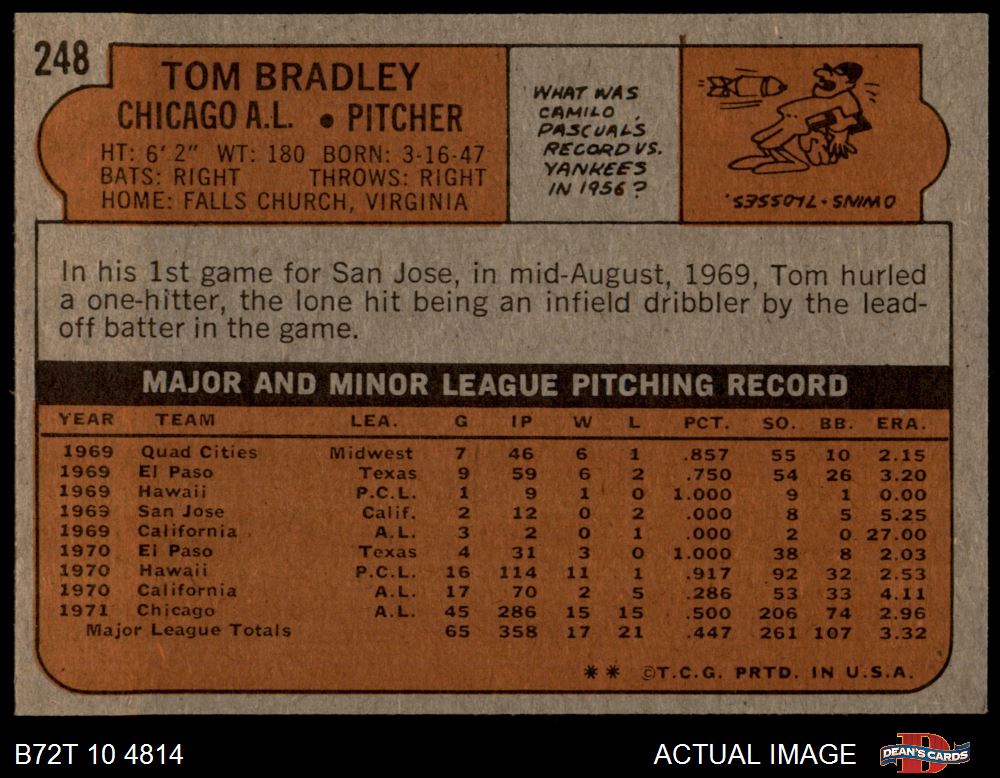 248
TOM BRADLEY
CHICAGO A.L. • PITCHER
HT: 6' 2" WT: 180 BORN: 3-16-47
BATS: RIGHT THROWS: RIGHT
HOME: FALLS CHURCH, VIRGINIA
WHAT WAS
CAMILO
PASCUALS
RECORD VS.
YANKEES
IN 1956?
OWINS-7LOSSES.
In his 1st game for San Jose, in mid-August, 1969, Tom hurled
a one-hitter, the lone hit being an infield dribbler by the lead-
off batter in the game.
MAJOR AND MINOR LEAGUE PITCHING RECORD
YEAR TEAM LEA. G IP W L PCT. SO. BB. ERA.
1969 Quad Cities Midwest 7 46 6 1 .857 55 10 2.15
1969 El Paso Texas 9 59 6 2 .750 54 26 3.20
1969 Hawaii P.C.L. 1 9 1 0 1.000 9 1 0.00
1969 San Jose Calif. 2 12 0 2 .000 8 5 5.25
1969 California A.L. 3 2 0 1 .000 2 0 27.00
1970 El Paso Texas 4 31 3 0 1.000 38 8 2.03
1970 Hawaii P.C.L. 16 114 11 1 .917 92 32 2.53
1970 California A.L. 17 70 2 5 .286 53 33 4.11
1971 Chicago A.L. 45 286 15 15 .500 206 74 2.96
Major League Totals 65 358 17 21 .447 261 107 3.32
** ©T.C.G. PRTD. IN U.S.A.
B72T 10 4814
ACTUAL IMAGE
D
DEAN'S CARDS